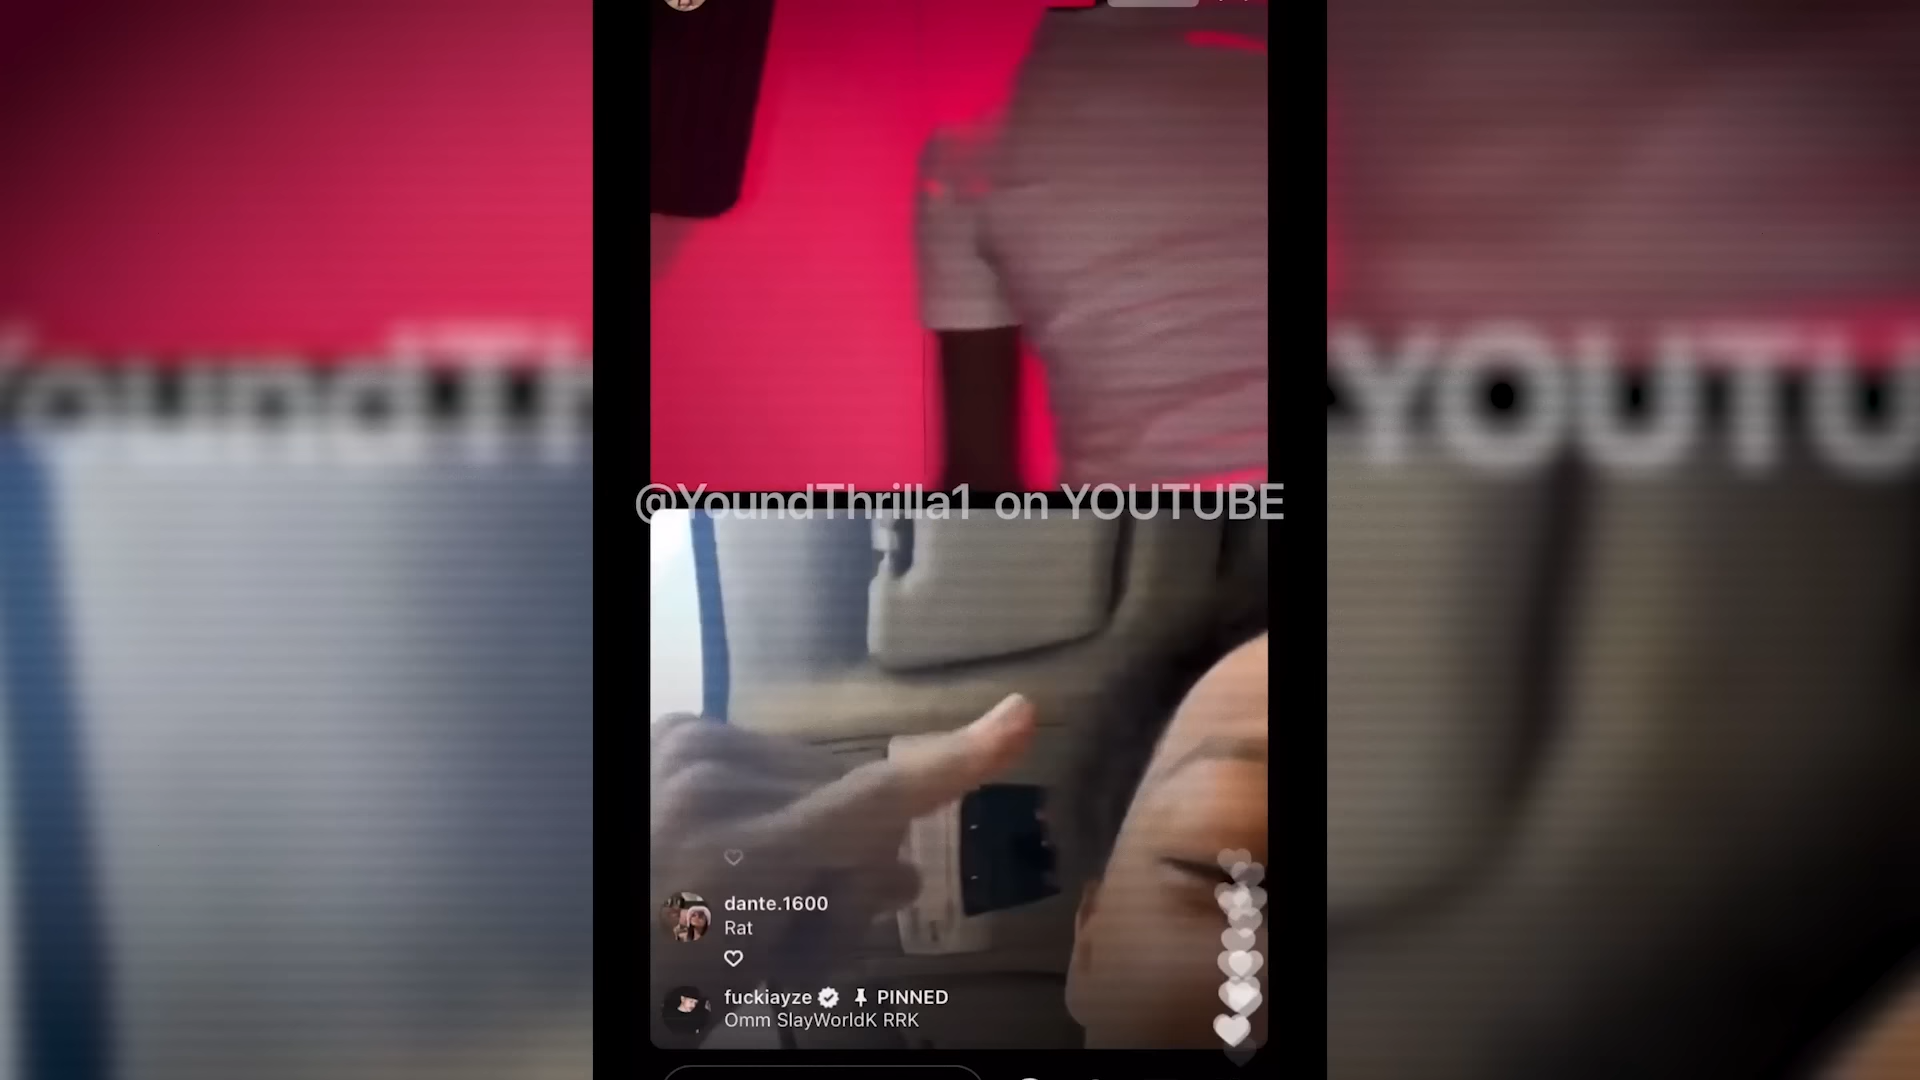 @YoundThrilla1 on YOUTUBE
dante.1600
Rat
fuckiayze PINNED
Omm SlayWorldK RRK